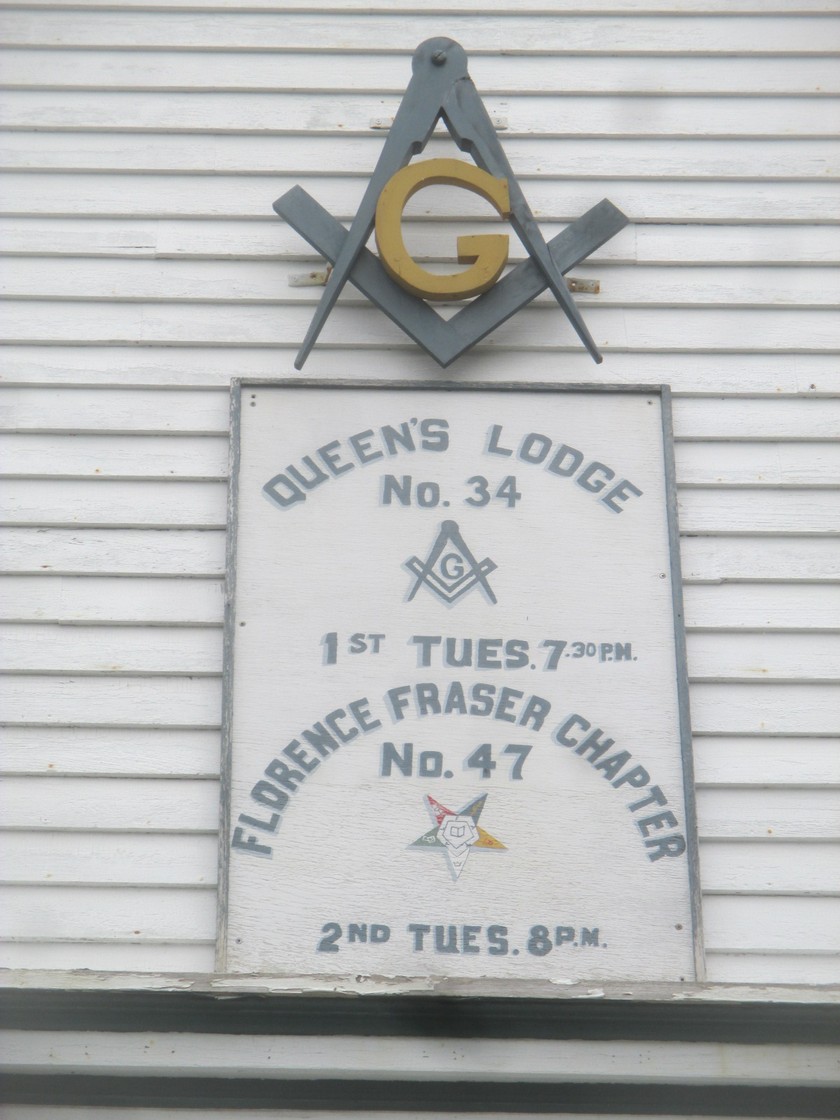 G
QUEEN'S LODGE
No. 34
G
1ST TUES. 7.30 P.M.
FLORENCE FRASER CHAPTER
No. 47
2ND TUES. 8 P.M.